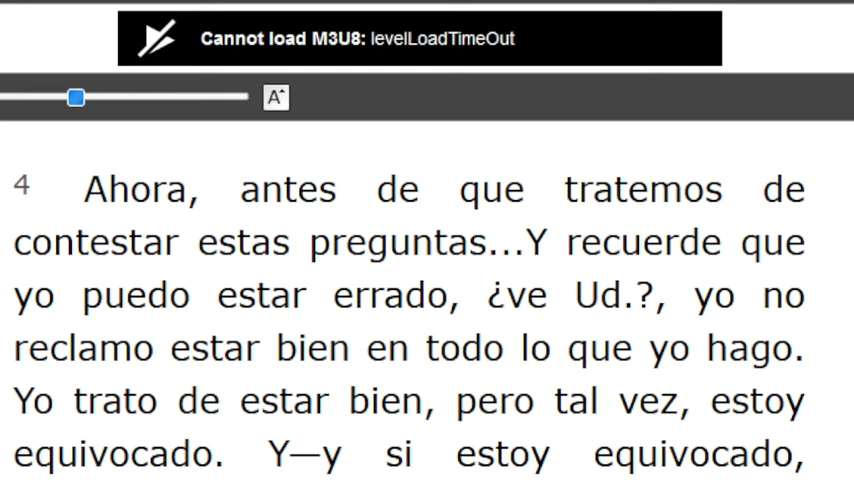 Cannot load M3U8: levelLoadTimeOut
A
4 Ahora, antes de que tratemos de
contestar estas preguntas...Y recuerde que
yo puedo estar errado, ¿ve Ud.?, yo no
reclamo estar bien en todo lo que yo hago.
Yo trato de estar bien, pero tal vez, estoy
equivocado. Y—y si estoy equivocado,